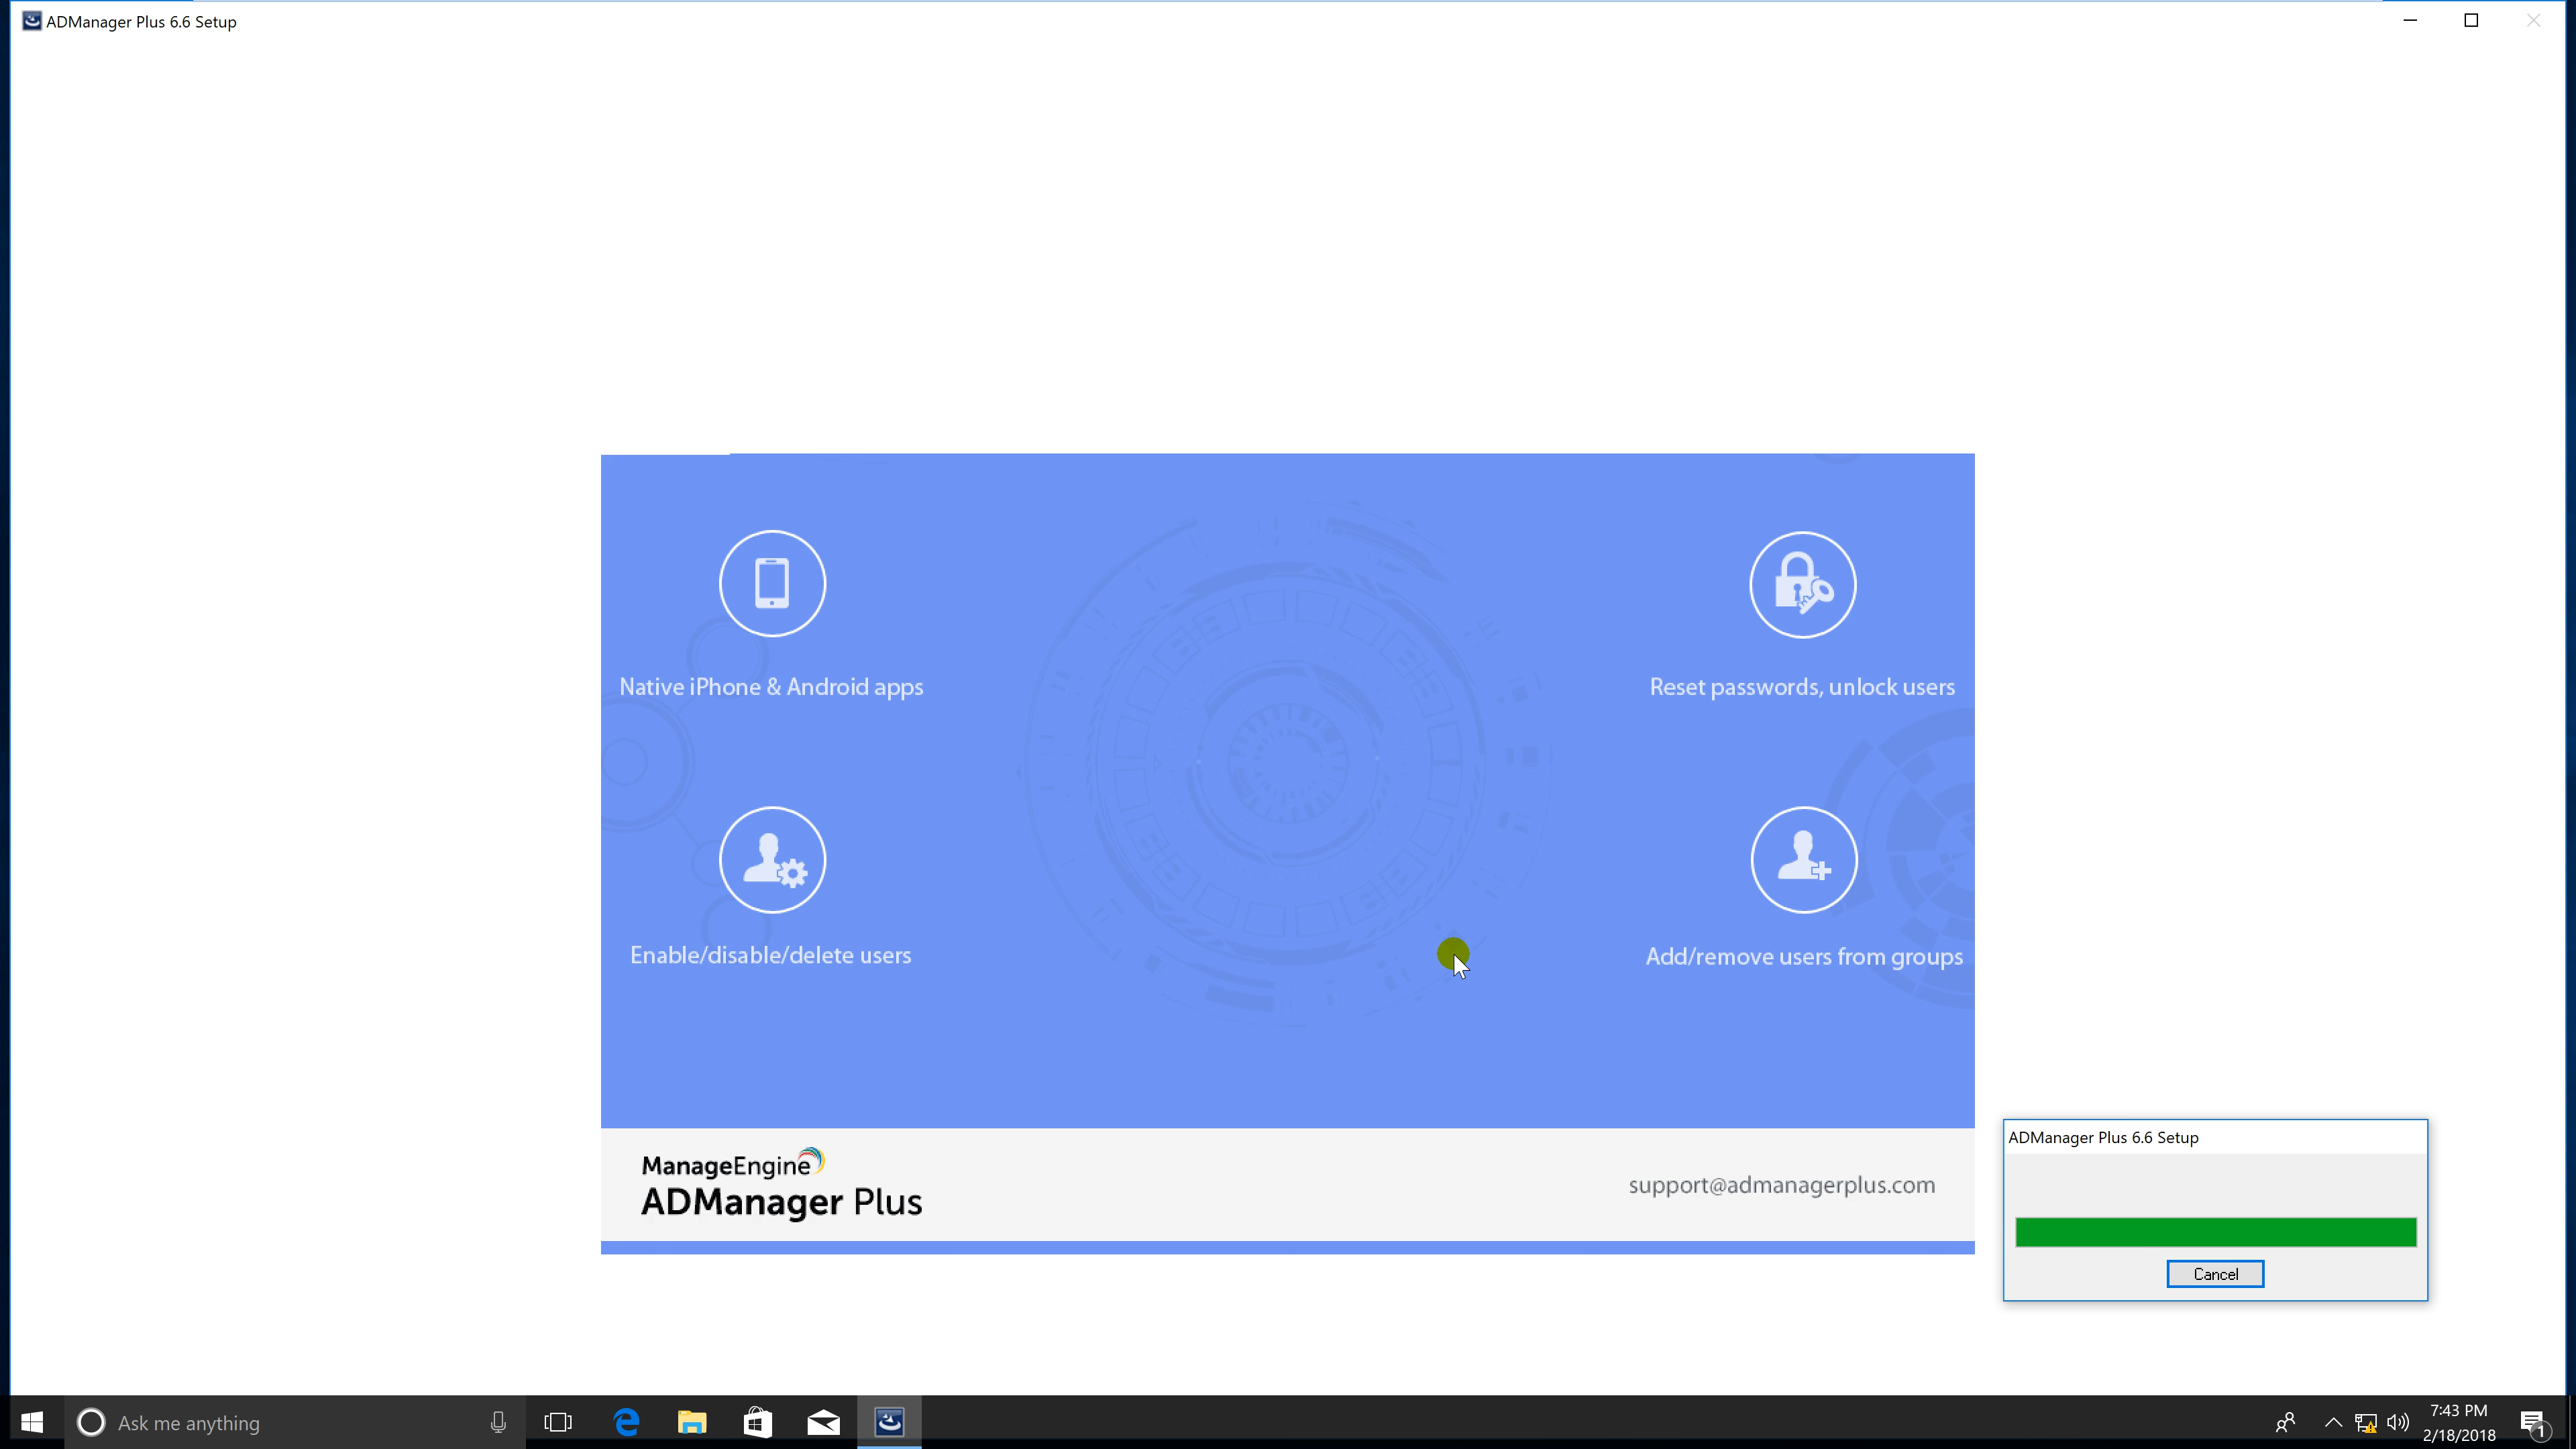 ADManager Plus 6.6 Setup
Native iPhone & Android apps
Reset passwords, unlock users
Enable/disable/delete users
Add/remove users from groups
ManageEngine
ADManager Plus
support@admanagerplus.com
ADManager Plus 6.6 Setup
Cancel
Ask me anything
7:43 PM
2/18/2018
1